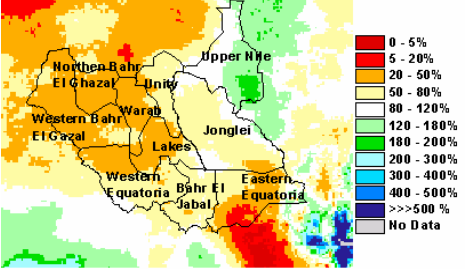 Upper Nile
Northen Bahr
El Ghazal
Unity
Warab
Western Bahr
El Gazal
Jonglei
Lakes
Western
Equatoria
Bahr El
Jabal
Eastern
Equatoria
0 - 5%
5 - 20%
20 - 50%
50 - 80%
80 - 120%
120 - 180%
180 - 200%
200 - 300%
300 - 400%
400 - 500%
>>>500 %
No Data